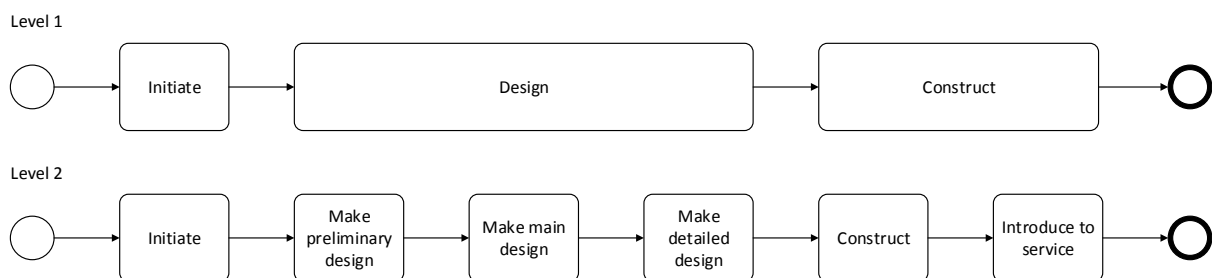 Level 1
Initiate
Design
Construct
Level 2
Initiate
Make
preliminary
design
Make main
design
Make
detailed
design
Construct
Introduce to
service